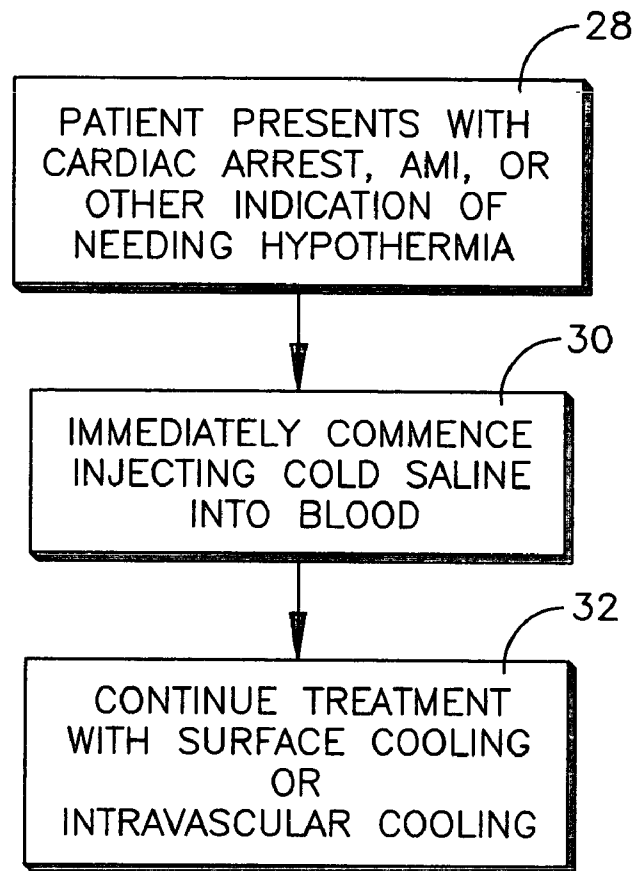 28
PATIENT PRESENTS WITH
CARDIAC ARREST, AMI, OR
OTHER INDICATION OF
NEEDING HYPOTHERMIA
30
IMMEDIATELY COMMENCE
INJECTING COLD SALINE
INTO BLOOD
32
CONTINUE TREATMENT
WITH SURFACE COOLING
OR
INTRAVASCULAR COOLING